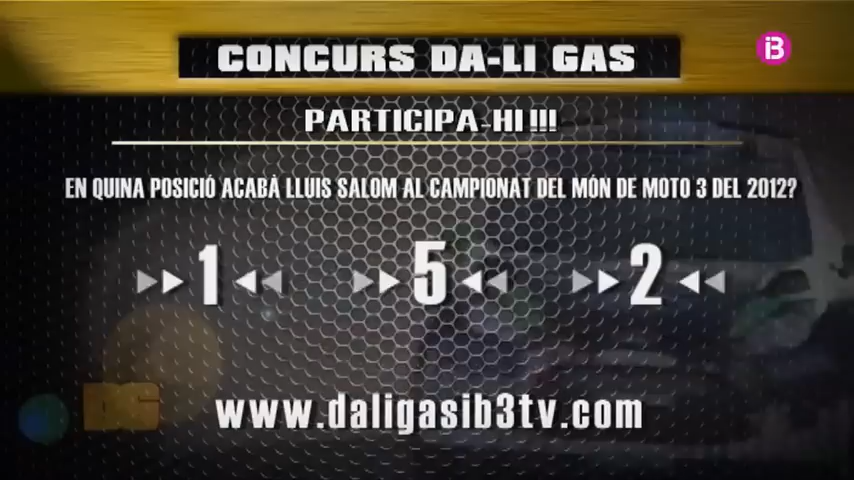 CONCURS DA-LI GAS
PARTICIPA-HI !!!
EN QUINA POSICIÓ ACABÀ LLUIS SALOM AL CAMPIONAT DEL MÓN DE MOTO 3 DEL 2012?
1 5 2
www.daligasib3tv.com